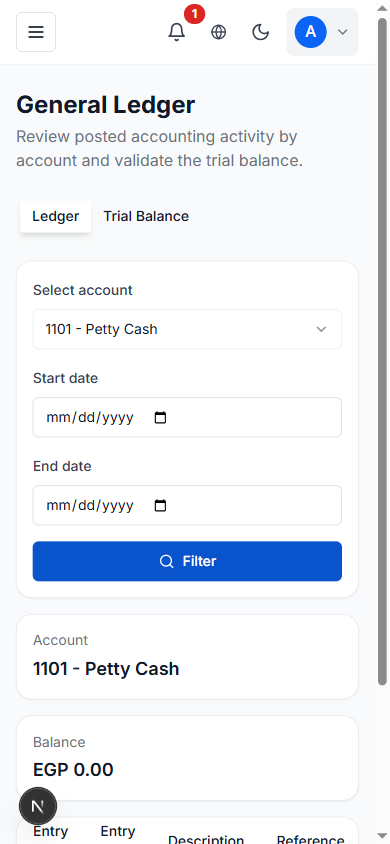 1
A
General Ledger
Review posted accounting activity by
account and validate the trial balance.
Ledger
Trial Balance
Select account
1101 - Petty Cash
Start date
mm/dd/yyyy
End date
mm/dd/yyyy
Filter
Account
1101 - Petty Cash
Balance
EGP 0.00
N
Entry Entry
Description Reference